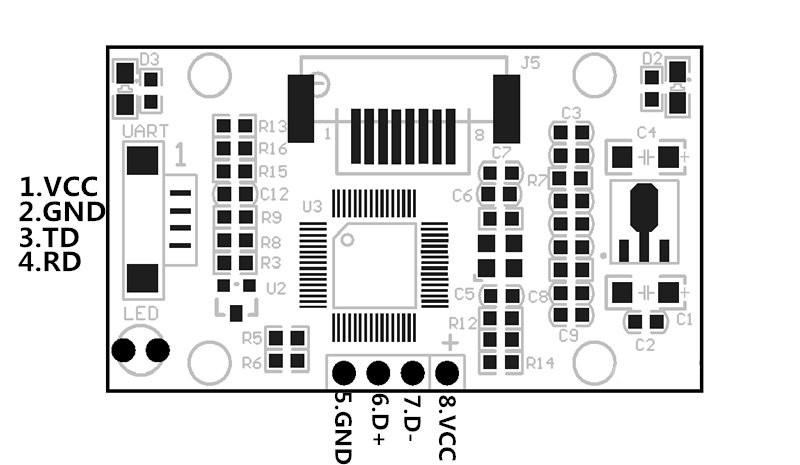 D3
J5
D2
UART
1
R13
R16
R15
C12
R9
R8
R3
U2
LED
R5
R6
1
8
C7
R7
C6
U3
C5
C8
R12
R14
+
C3
C9
C4
+
C1
+
C2
1.VCC
2.GND
3.TD
4.RD
5.GND
6.D+
7.D-
8.VCC